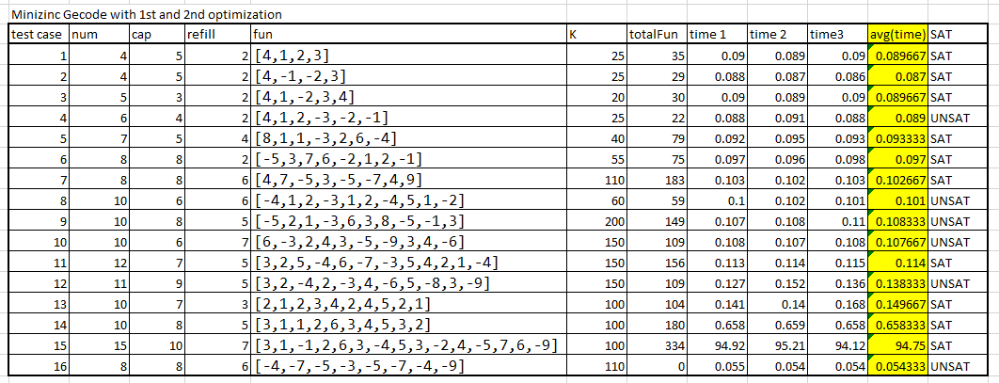 Minizinc Gecode with 1st and 2nd optimization
test case num cap refill fun K totalFun time 1 time 2 time3 avg(time) SAT
1 4 5 2 [4,1,2,3] 25 35 0.09 0.089 0.09 0.089667 SAT
2 4 5 2 [4,-1,-2,3] 25 29 0.088 0.087 0.086 0.087 SAT
3 5 3 2 [4,1,-2,3,4] 20 30 0.09 0.089 0.09 0.089667 SAT
4 6 4 2 [4,1,2,-3,-2,-1] 25 22 0.088 0.091 0.088 0.089 UNSAT
5 7 5 4 [8,1,1,-3,2,6,-4] 40 79 0.092 0.095 0.093 0.093333 SAT
6 8 8 2 [-5,3,7,6,-2,1,2,-1] 55 75 0.097 0.096 0.098 0.097 SAT
7 8 8 6 [4,7,-5,3,-5,-7,4,9] 110 183 0.103 0.102 0.103 0.102667 SAT
8 10 6 6 [-4,1,2,-3,1,2,-4,5,1,-2] 60 59 0.1 0.102 0.101 0.101 UNSAT
9 10 8 5 [-5,2,1,-3,6,3,8,-5,-1,3] 200 149 0.107 0.108 0.11 0.108333 UNSAT
10 10 6 7 [6,-3,2,4,3,-5,-9,3,4,-6] 150 109 0.108 0.107 0.108 0.107667 UNSAT
11 12 7 5 [3,2,5,-4,6,-7,-3,5,4,2,1,-4] 150 156 0.113 0.114 0.115 0.114 SAT
12 11 9 5 [3,2,-4,2,-3,4,-6,5,-8,3,-9] 150 109 0.127 0.152 0.136 0.138333 UNSAT
13 10 7 3 [2,1,2,3,4,2,4,5,2,1] 100 104 0.141 0.14 0.168 0.149667 SAT
14 10 8 5 [3,1,1,2,6,3,4,5,3,2] 100 180 0.658 0.659 0.658 0.658333 SAT
15 15 10 7 [3,1,-1,2,6,3,-4,5,3,-2,4,-5,7,6,-9] 100 334 94.92 95.21 94.12 94.75 SAT
16 8 8 6 [-4,-7,-5,-3,-5,-7,-4,-9] 110 0 0.055 0.054 0.054 0.054333 UNSAT